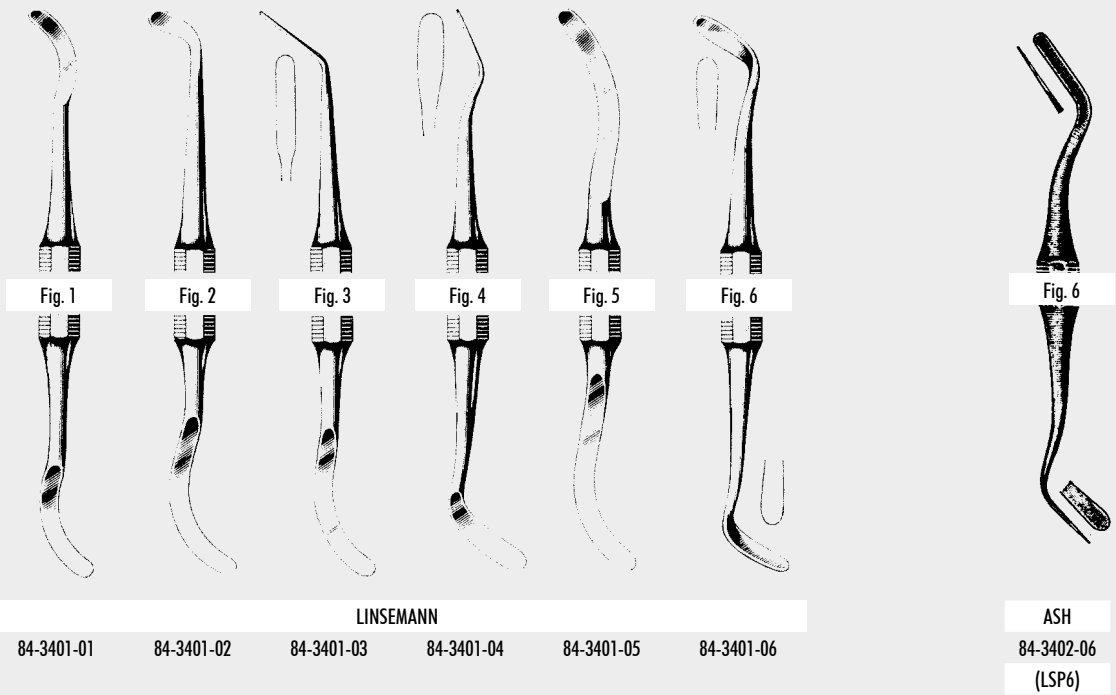 Fig. 1 Fig. 2 Fig. 3 Fig. 4 Fig. 5 Fig. 6 Fig. 6
LINSEMANN ASH
84-3401-01 84-3401-02 84-3401-03 84-3401-04 84-3401-05 84-3401-06 84-3402-06
(LSP6)